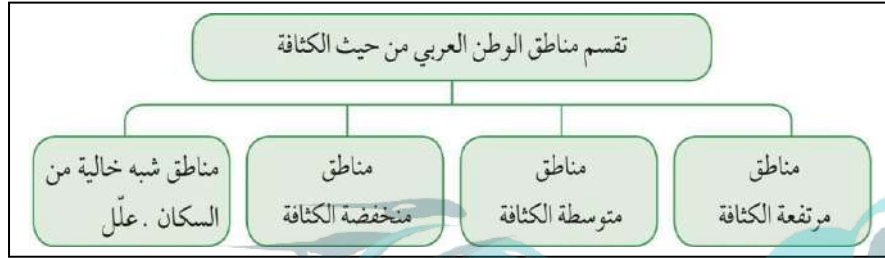 تقسم مناطق الوطن العربي من حيث الكثافة
مناطق
مرتفعة الكثافة
مناطق
متوسطة الكثافة
مناطق
منخفضة الكثافة
مناطق شبه خالية من
السكان . علّل